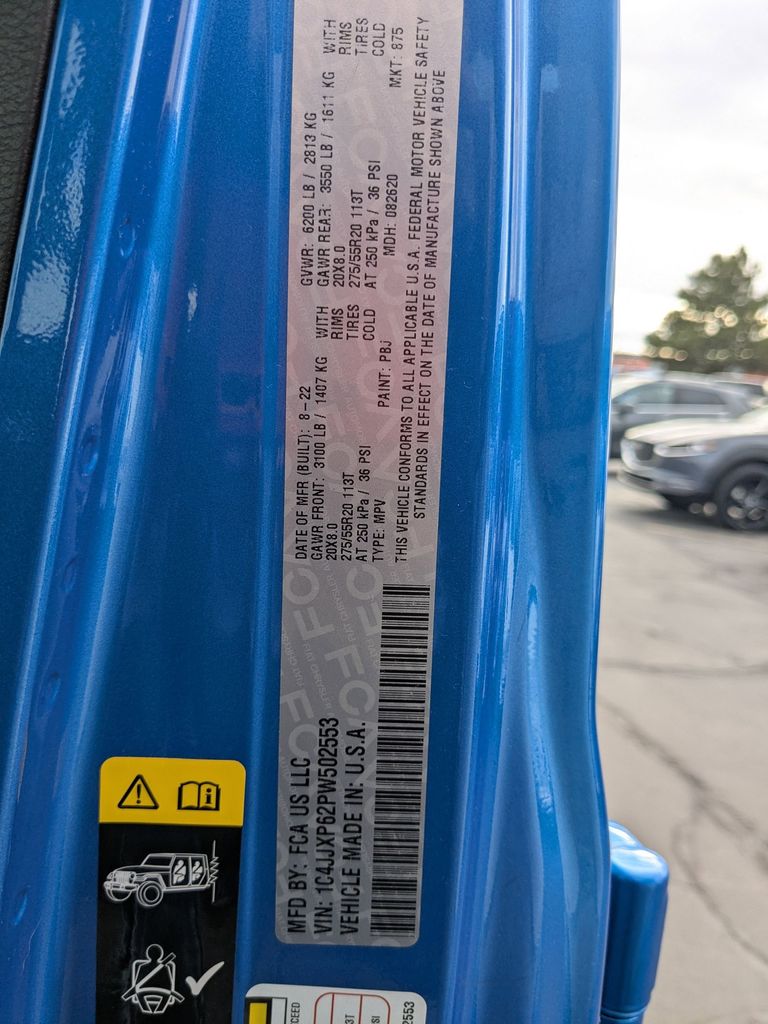 MFD BY: FCA US LLC
VIN: 1C4JJXP62PW502553
VEHICLE MADE IN: U.S.A.
DATE OF MFR (BUILT): 8-22
GVWR: 6200 LB / 2813 KG
GAWR FRONT: 3100 LB / 1407 KG WITH
20X8.0 RIMS
275/55R20 113T TIRES
AT 250 kPa / 36 PSI COLD
GAWR REAR: 3550 LB / 1611 KG WITH
20X8.0 RIMS
275/55R20 113T TIRES
AT 250 kPa / 36 PSI COLD
TYPE: MPV PAINT: PBJ MDH: 082620 MKT: 875
THIS VEHICLE CONFORMS TO ALL APPLICABLE U.S.A. FEDERAL MOTOR VEHICLE SAFETY
STANDARDS IN EFFECT ON THE DATE OF MANUFACTURE SHOWN ABOVE
FCA
3T
SI
2553